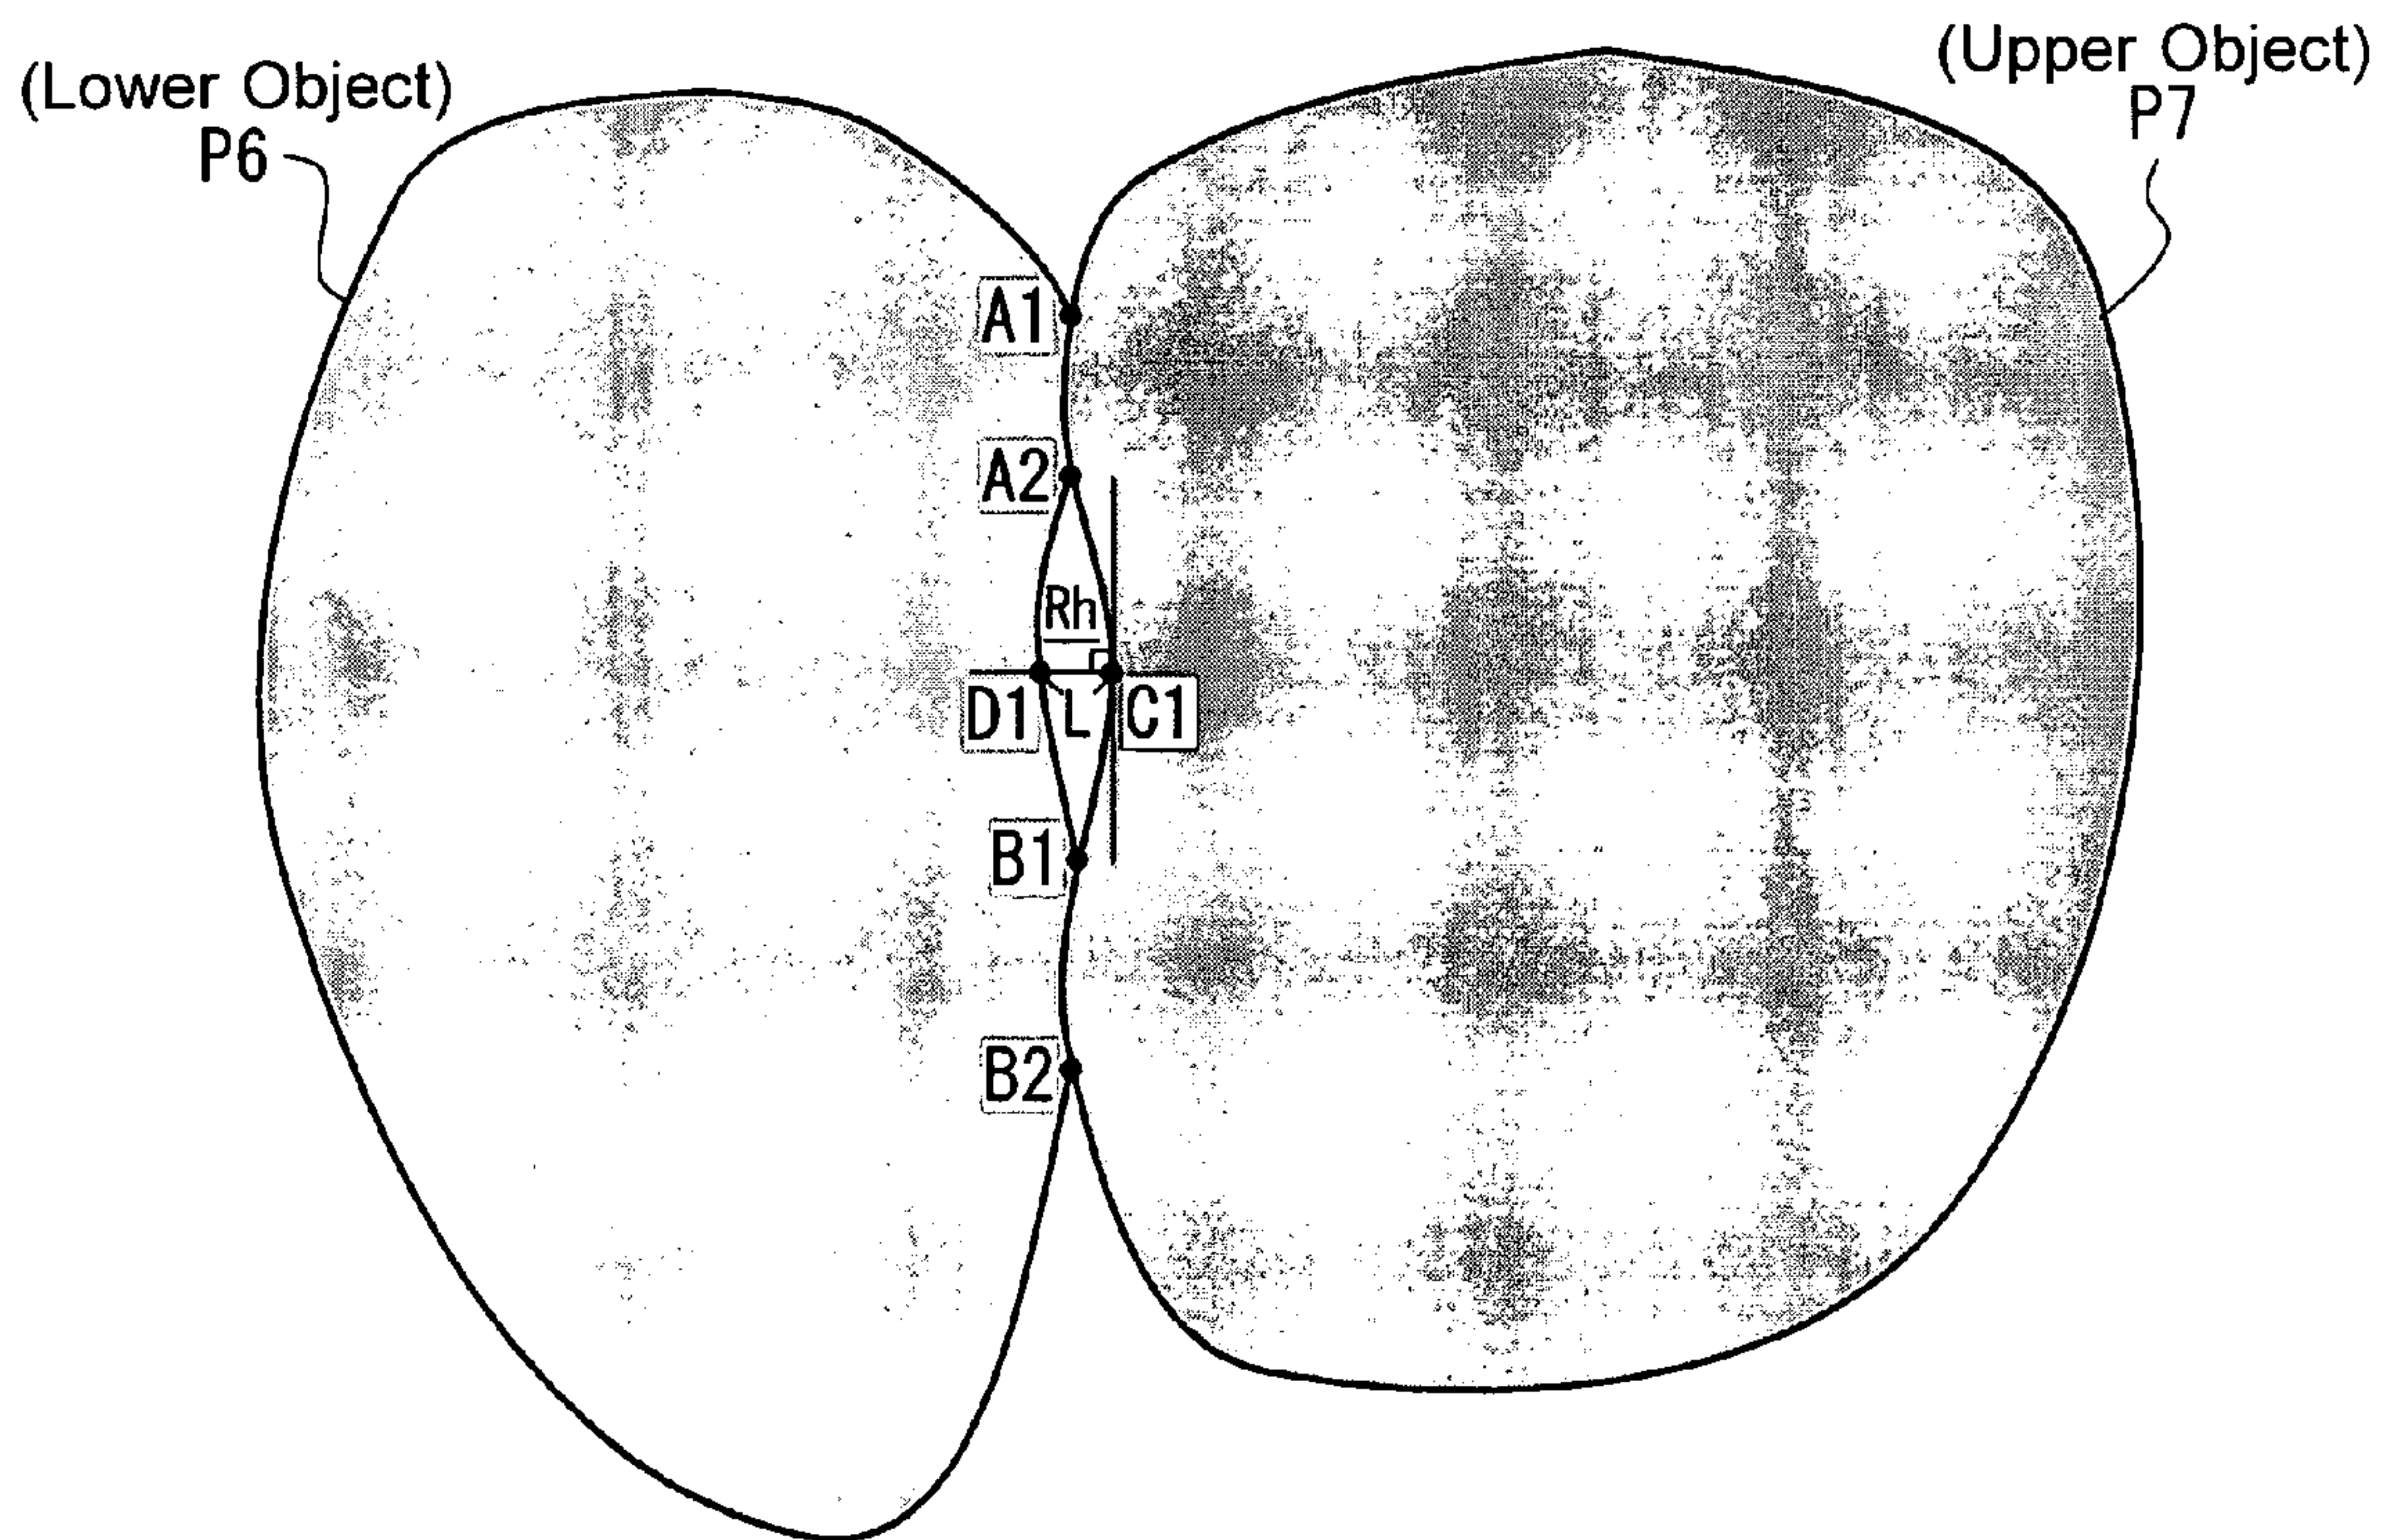 (Lower Object)
P6
(Upper Object)
P7
A1
A2
Rh
D1
L
C1
B1
B2